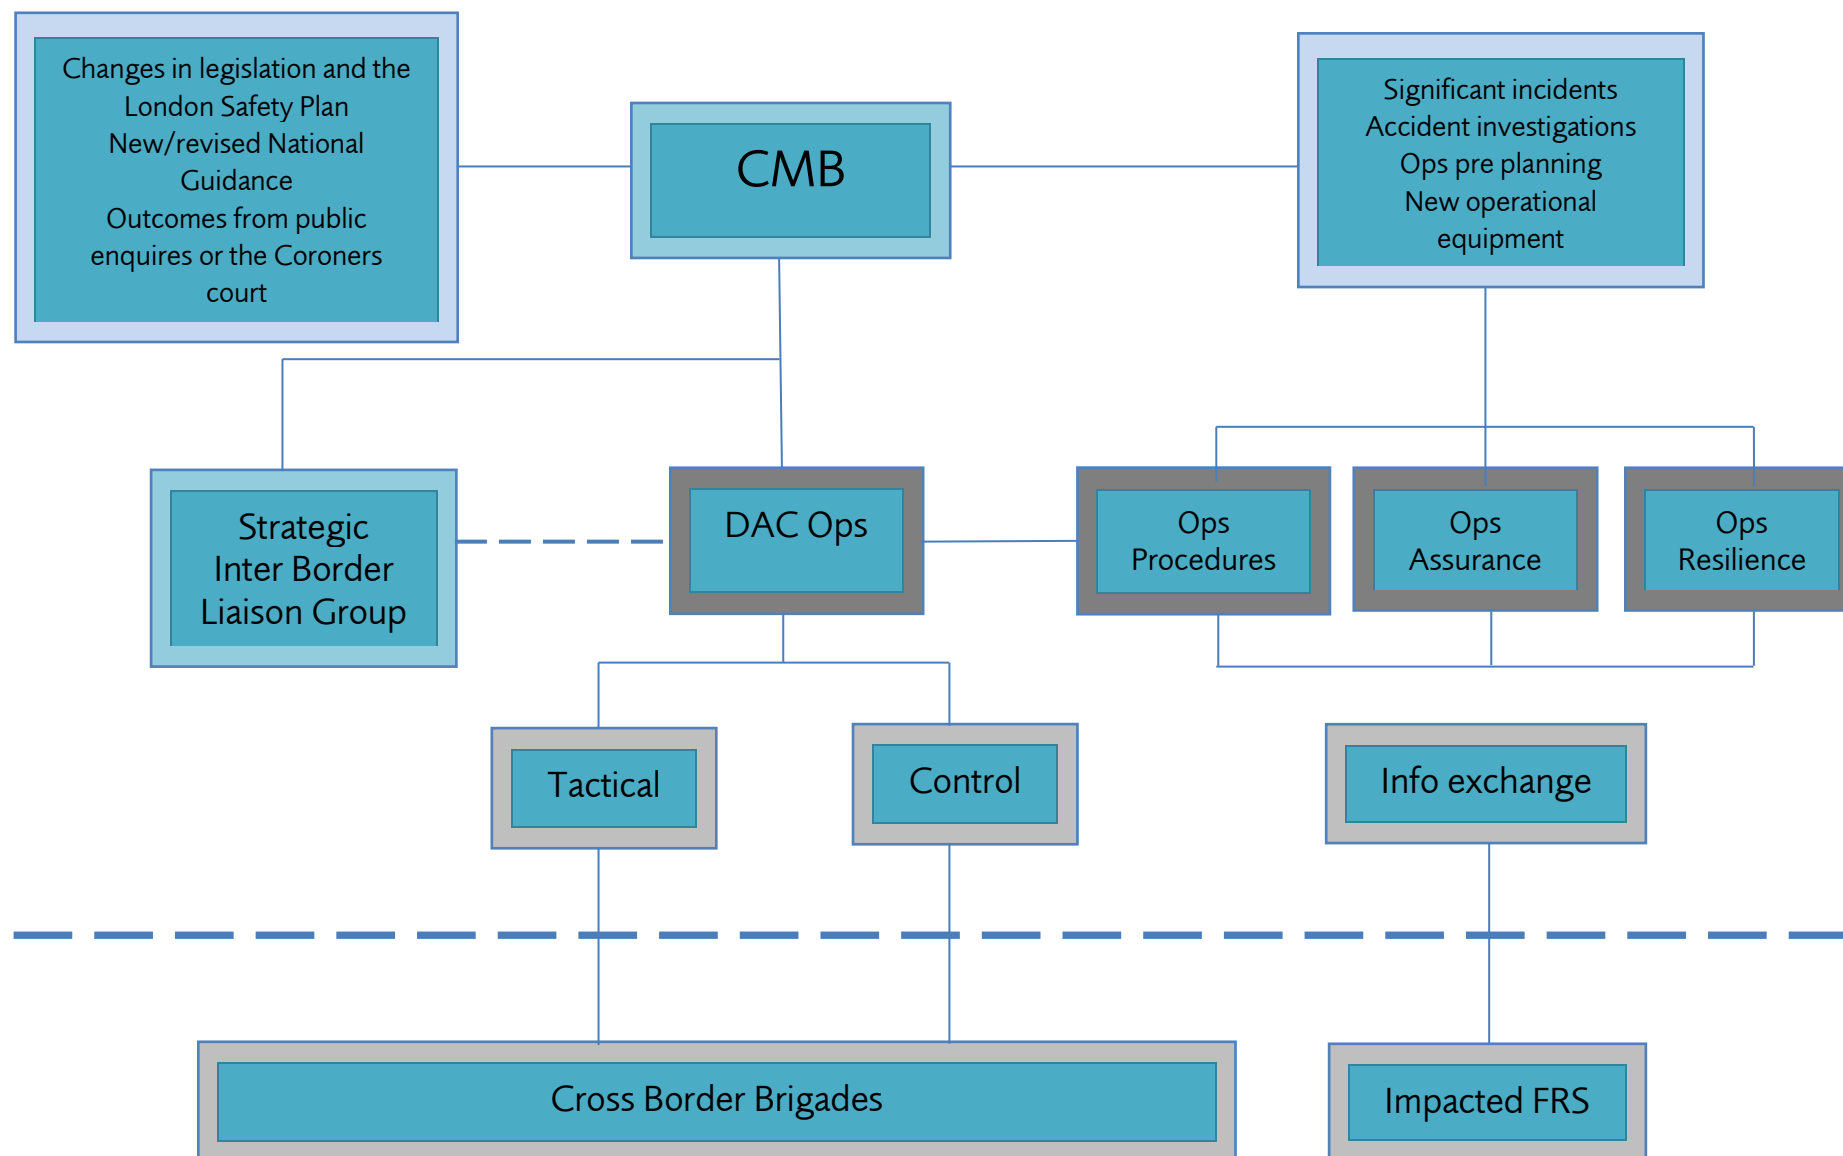 Changes in legislation and the
London Safety Plan
New/revised National
Guidance
Outcomes from public
enquires or the Coroners
court
CMB
Significant incidents
Accident investigations
Ops pre planning
New operational
equipment
Strategic
Inter Border
Liaison Group
DAC Ops
Ops
Procedures
Ops
Assurance
Ops
Resilience
Tactical
Control
Info exchange
Cross Border Brigades
Impacted FRS